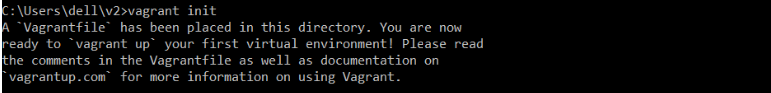 C:\Users\dell\v2>vagrant init
A `Vagrantfile` has been placed in this directory. You are now
ready to `vagrant up` your first virtual environment! Please read
the comments in the Vagrantfile as well as documentation on
`vagrantup.com` for more information on using Vagrant.